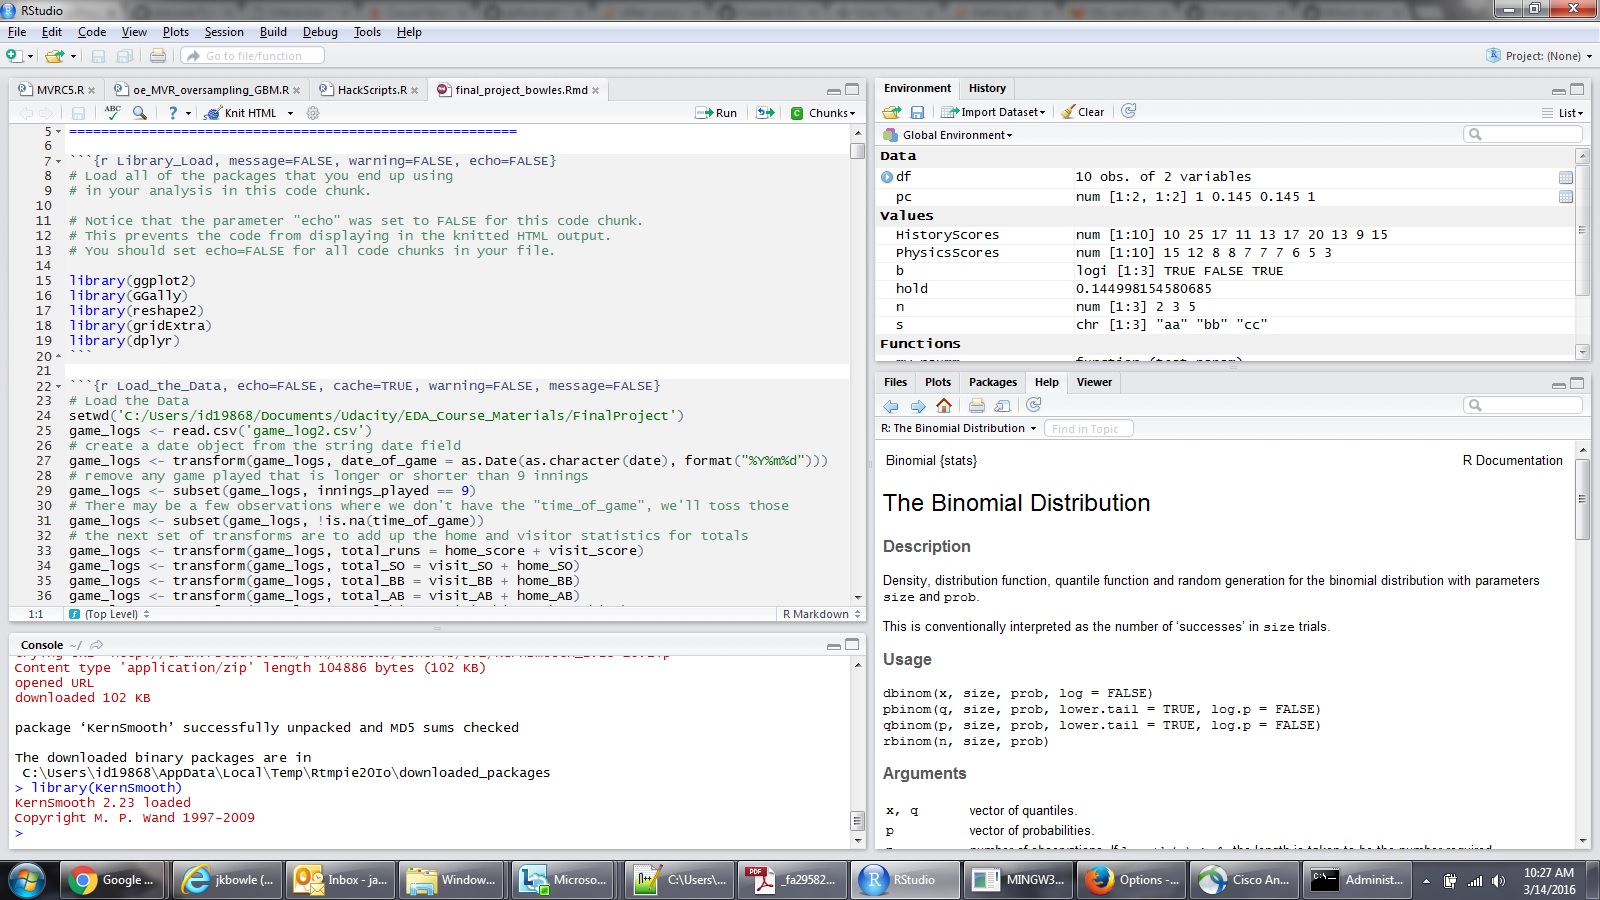 RStudio
File Edit Code View Plots Session Build Debug Tools Help
Go to file/function
Project: (None)
MVRC5.R oe_MVR_oversampling_GBM.R HackScripts.R final_project_bowles.Rmd
ABC ? Knit HTML Run Chunks
5 ========================================================
6
7 ```{r Library_Load, message=FALSE, warning=FALSE, echo=FALSE}
8 # Load all of the packages that you end up using
9 # in your analysis in this code chunk.
10
11 # Notice that the parameter "echo" was set to FALSE for this code chunk.
12 # This prevents the code from displaying in the knitted HTML output.
13 # You should set echo=FALSE for all code chunks in your file.
14
15 library(ggplot2)
16 library(GGally)
17 library(reshape2)
18 library(gridExtra)
19 library(dplyr)
20 ```
21
22 ```{r Load_the_Data, echo=FALSE, cache=TRUE, warning=FALSE, message=FALSE}
23 # Load the Data
24 setwd('C:/Users/id19868/Documents/Udacity/EDA_Course_Materials/FinalProject')
25 game_logs <- read.csv('game_log2.csv')
26 # create a date object from the string date field
27 game_logs <- transform(game_logs, date_of_game = as.Date(as.character(date), format("%Y%m%d")))
28 # remove any game played that is longer or shorter than 9 innings
29 game_logs <- subset(game_logs, innings_played == 9)
30 # There may be a few observations where we don't have the "time_of_game", we'll toss those
31 game_logs <- subset(game_logs, !is.na(time_of_game))
32 # the next set of transforms are to add up the home and visitor statistics for totals
33 game_logs <- transform(game_logs, total_runs = home_score + visit_score)
34 game_logs <- transform(game_logs, total_SO = visit_SO + home_SO)
35 game_logs <- transform(game_logs, total_BB = visit_BB + home_BB)
36 game_logs <- transform(game_logs, total_AB = visit_AB + home_AB)
1:1 (Top Level) R Markdown
Console ~/
Content type 'application/zip' length 104886 bytes (102 KB)
opened URL
downloaded 102 KB
package ‘KernSmooth’ successfully unpacked and MD5 sums checked
The downloaded binary packages are in
C:\Users\id19868\AppData\Local\Temp\Rtmpie20Io\downloaded_packages
> library(KernSmooth)
KernSmooth 2.23 loaded
Copyright M. P. Wand 1997-2009
>
Environment History
Import Dataset Clear List
Global Environment
Data
df 10 obs. of 2 variables
pc num [1:2, 1:2] 1 0.145 0.145 1
Values
HistoryScores num [1:10] 10 25 17 11 13 17 20 13 9 15
PhysicsScores num [1:10] 15 12 8 8 7 7 7 6 5 3
b logi [1:3] TRUE FALSE TRUE
hold 0.144998154580685
n num [1:3] 2 3 5
s chr [1:3] "aa" "bb" "cc"
Functions
Files Plots Packages Help Viewer
R: The Binomial Distribution Find in Topic
Binomial {stats} R Documentation
The Binomial Distribution
Description
Density, distribution function, quantile function and random generation for the binomial distribution with parameters
size and prob.
This is conventionally interpreted as the number of ‘successes’ in size trials.
Usage
dbinom(x, size, prob, log = FALSE)
pbinom(q, size, prob, lower.tail = TRUE, log.p = FALSE)
qbinom(p, size, prob, lower.tail = TRUE, log.p = FALSE)
rbinom(n, size, prob)
Arguments
x, q vector of quantiles.
p vector of probabilities.
Google ... jkbowle (... Inbox - ja... Window... Microso... C:\Users\... _fa29582... RStudio MINGW3... Options -... Cisco An... Administ...
10:27 AM
3/14/2016